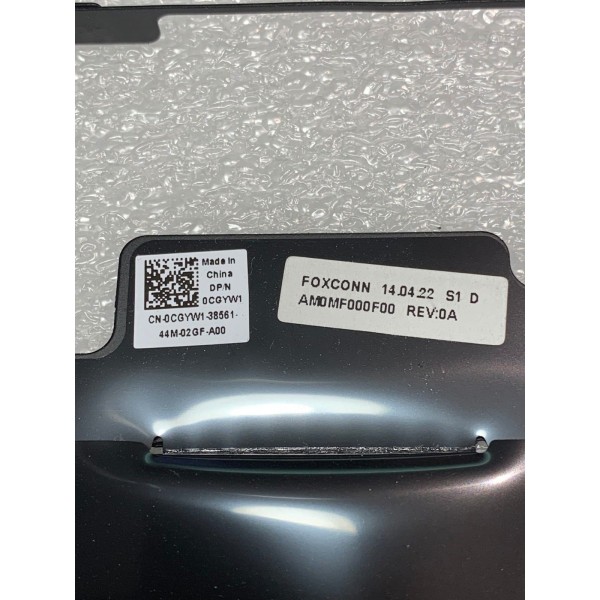 Made in
China
DP/N
0CGYW1
CN-0CGYW1-38561-
44M-02GF-A00
FOXCONN 14.04.22 S1 D
AM0MF000F00 REV:0A